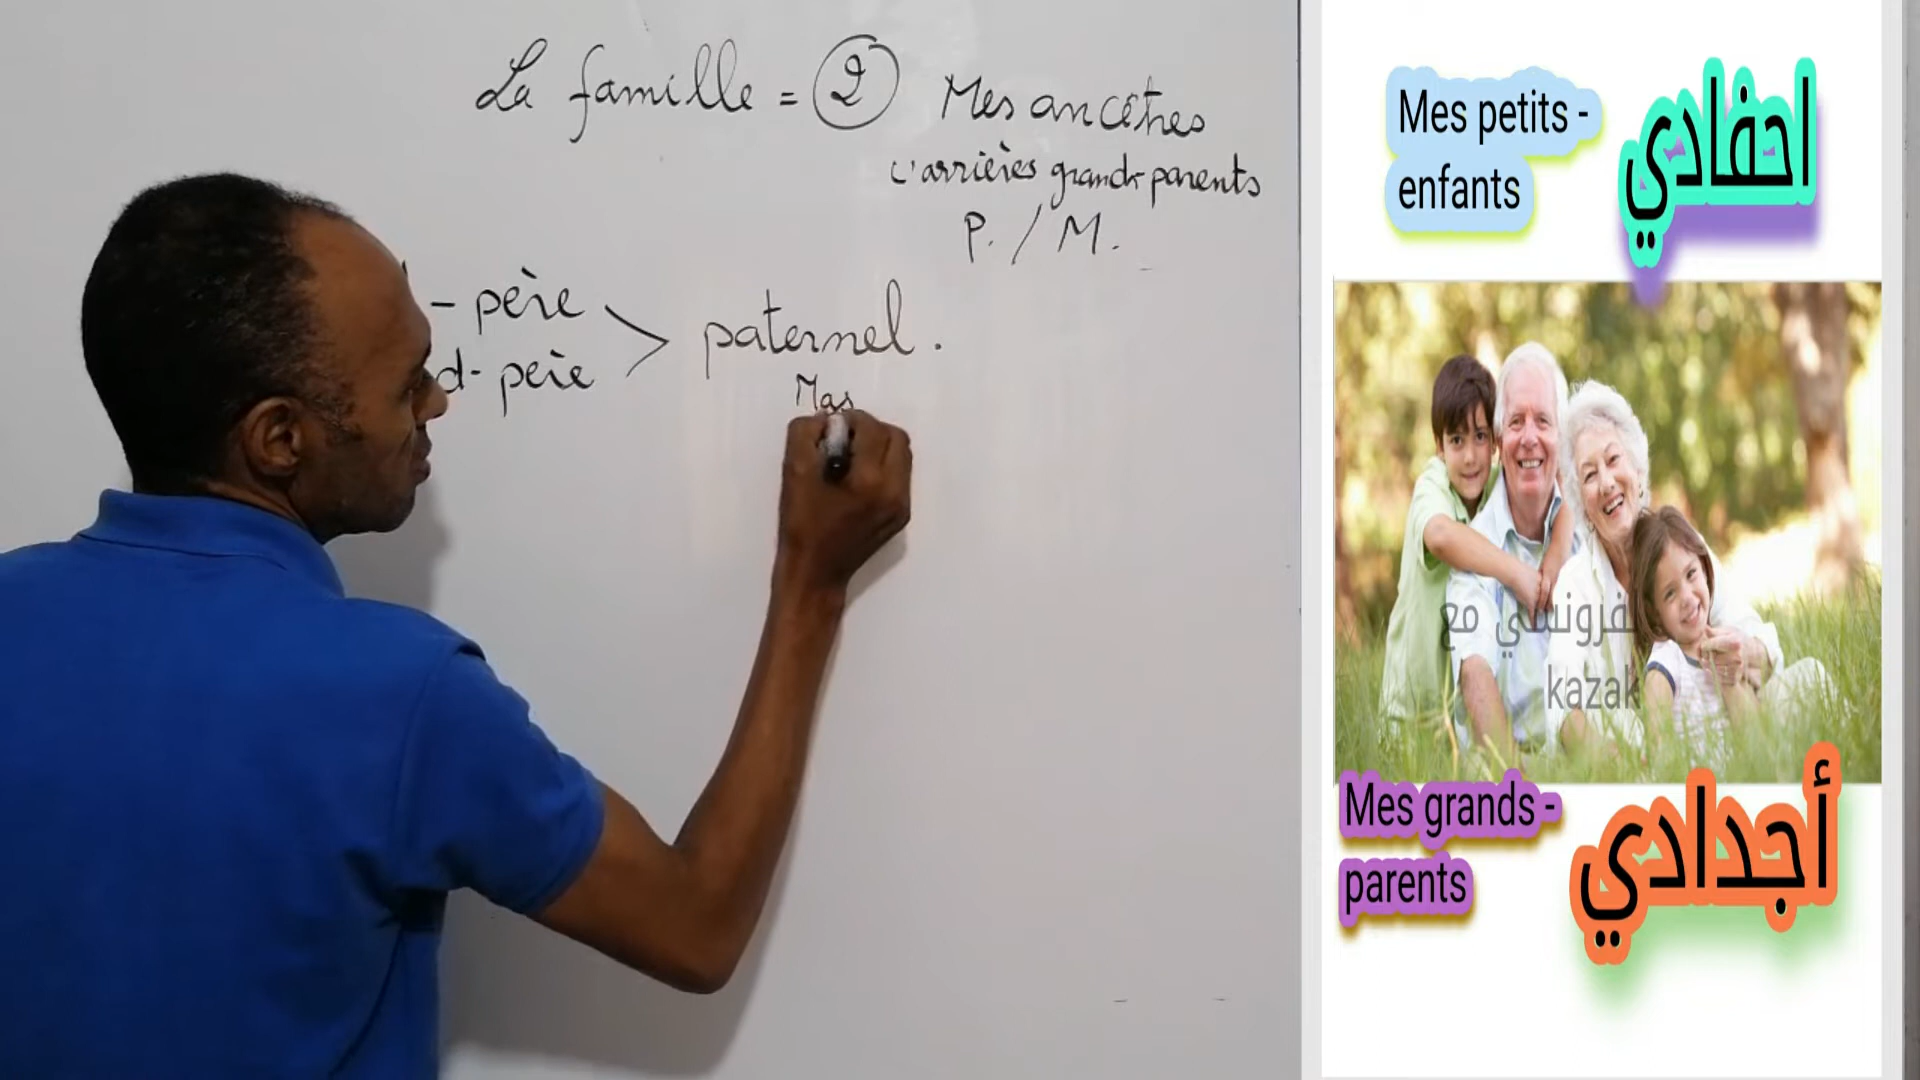 La famille = 2 Mes ancêtres
L'arrières grands-parents
P. / M.
- père > paternel.
d- père
Mas
Mes petits -
enfants
احفادي
لفرونسي مع
kazak
Mes grands -
parents
أجدادي